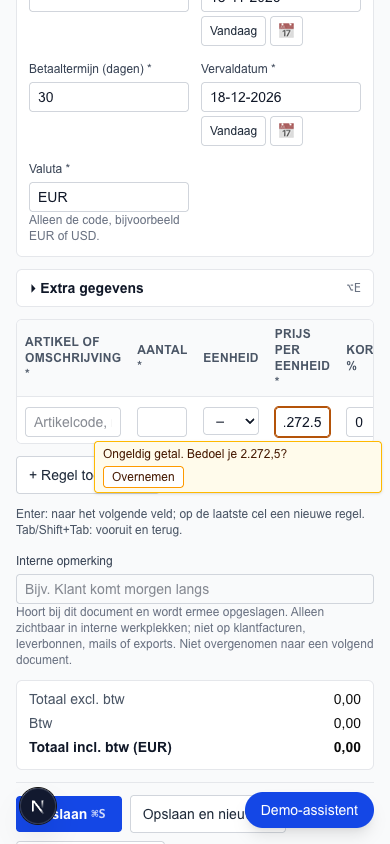 Vandaag
Betaaltermijn (dagen) *
Vervaldatum *
30
18-12-2026
Vandaag
Valuta *
EUR
Alleen de code, bijvoorbeeld
EUR of USD.
Extra gegevens
⌥E
ARTIKEL OF
OMSCHRIJVING
*
AANTAL
*
EENHEID
PRIJS
PER
EENHEID
*
KOR
%
Artikelcode,
–
.272.5
0
Ongeldig getal. Bedoel je 2.272,5?
Overnemen
+ Regel to
Enter: naar het volgende veld; op de laatste cel een nieuwe regel.
Tab/Shift+Tab: vooruit en terug.
Interne opmerking
Bijv. Klant komt morgen langs
Hoort bij dit document en wordt ermee opgeslagen. Alleen
zichtbaar in interne werkplekken; niet op klantfacturen,
leverbonnen, mails of exports. Niet overgenomen naar een volgend
document.
Totaal excl. btw 0,00
Btw 0,00
Totaal incl. btw (EUR) 0,00
N
slaan ⌘S
Opslaan en nieu
Demo-assistent